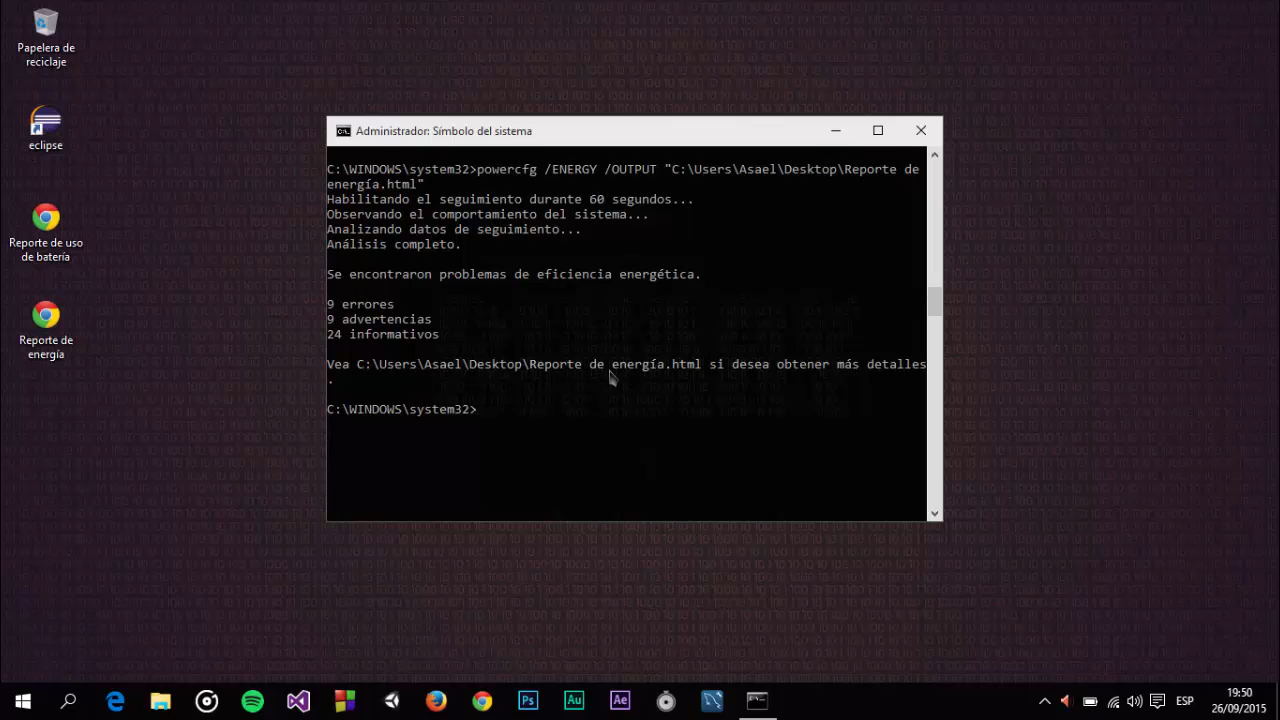 Papelera de
reciclaje
eclipse
Reporte de uso
de batería
Reporte de
energía
Administrador: Símbolo del sistema
C:\WINDOWS\system32>powercfg /ENERGY /OUTPUT "C:\Users\Asael\Desktop\Reporte de
energía.html"
Habilitando el seguimiento durante 60 segundos...
Observando el comportamiento del sistema...
Analizando datos de seguimiento...
Análisis completo.
Se encontraron problemas de eficiencia energética.
9 errores
9 advertencias
24 informativos
Vea C:\Users\Asael\Desktop\Reporte de energía.html si desea obtener más detalles
.
C:\WINDOWS\system32>
Ps
Au
Ae
ESP
19:50
26/09/2015